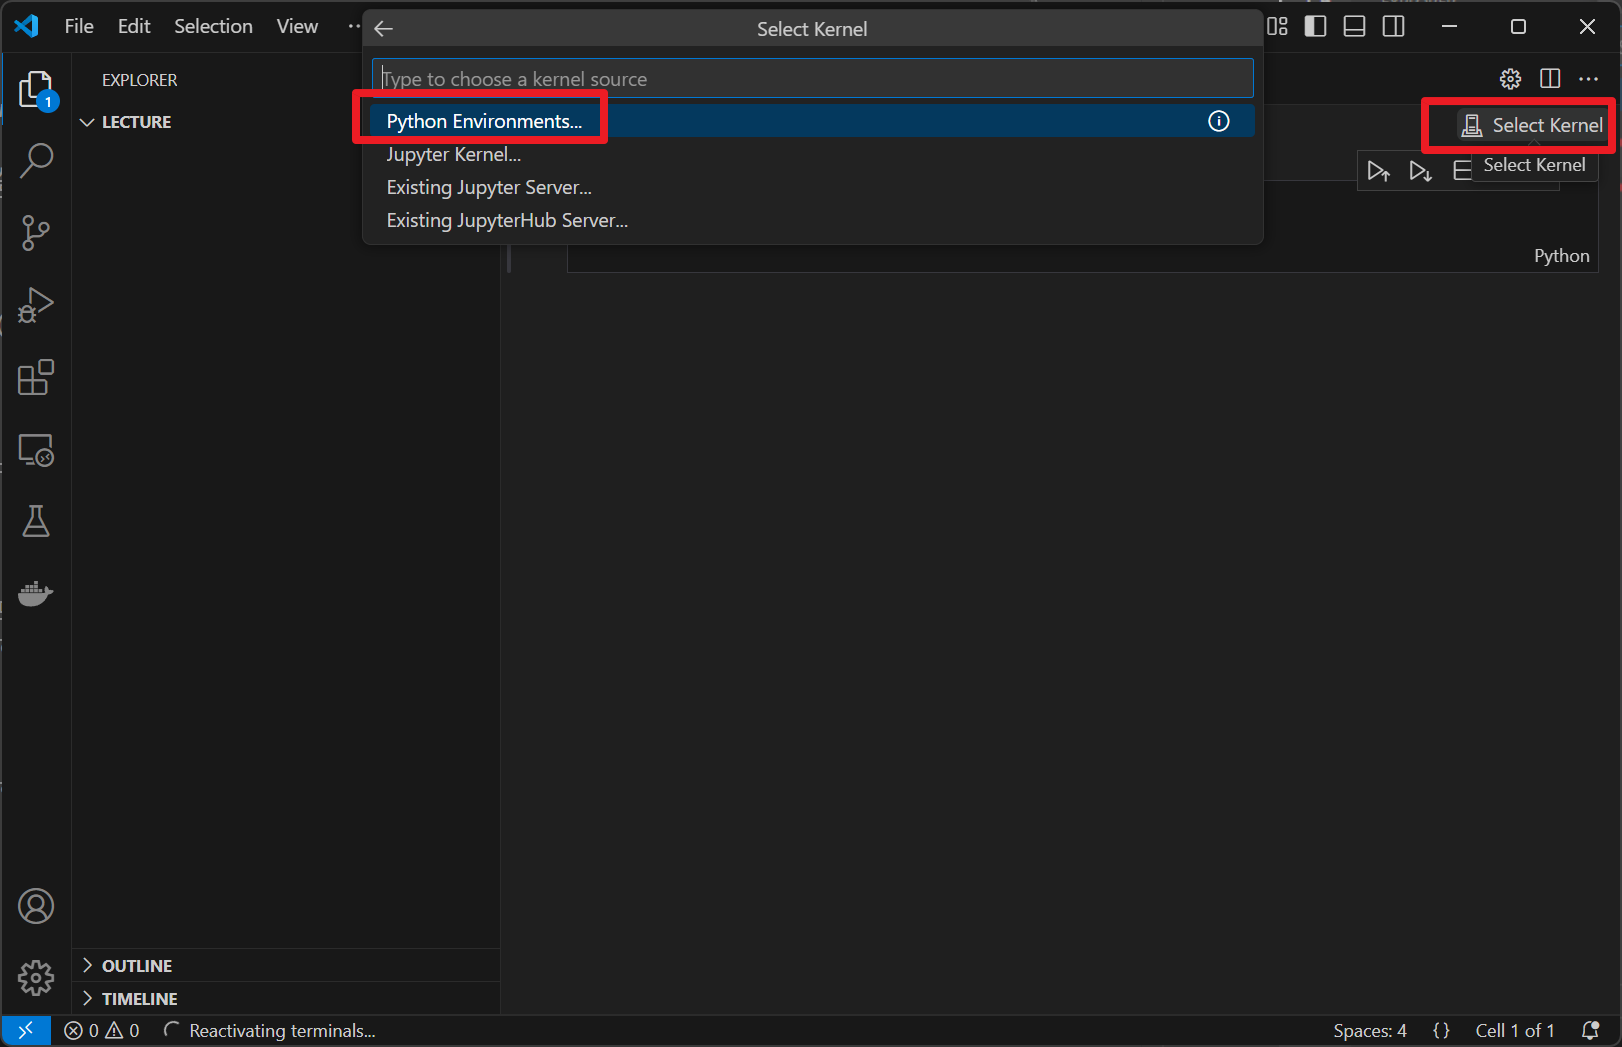 File Edit Selection View ··
Select Kernel
EXPLORER
Type to choose a kernel source
1
LECTURE
Python Environments...
Select Kernel
Jupyter Kernel...
Select Kernel
Existing Jupyter Server...
Existing JupyterHub Server...
Python
OUTLINE
TIMELINE
0 0 Reactivating terminals...
Spaces: 4 {} Cell 1 of 1